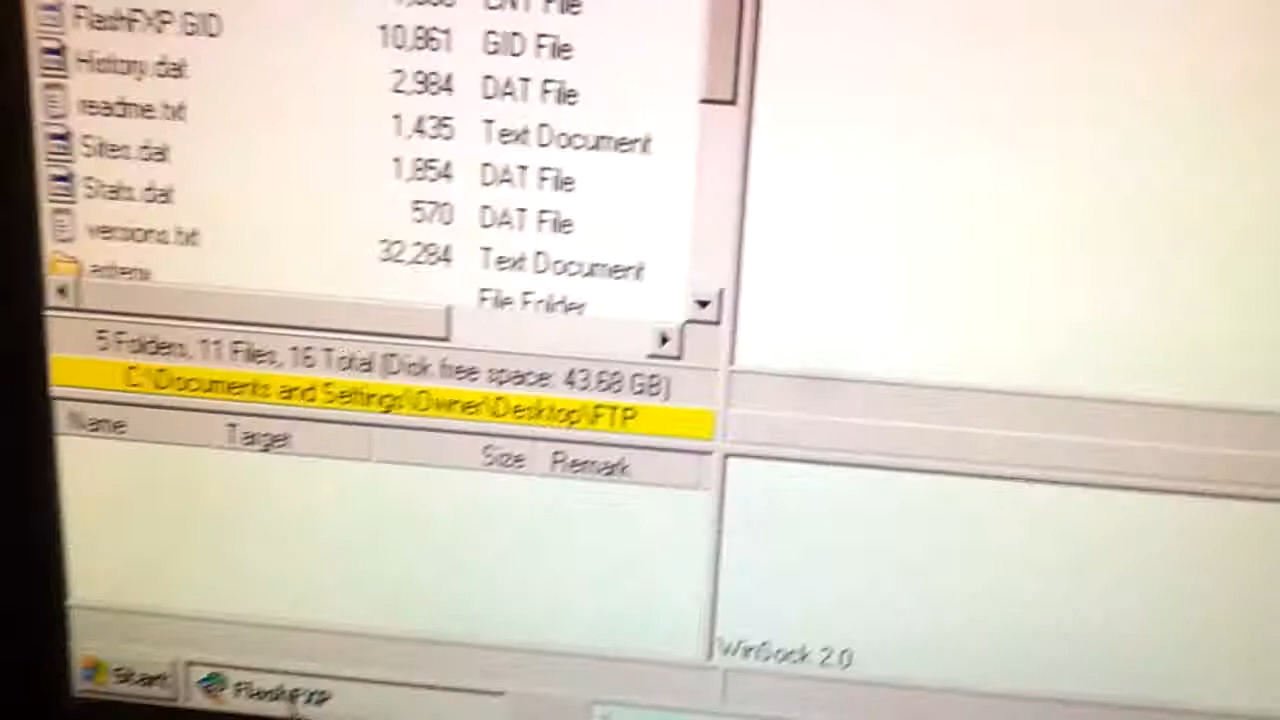 File
FlashFXP.GID 10,861 GID File
History.dat 2,984 DAT File
readme.txt 1,435 Text Document
Sites.dat 1,854 DAT File
Stats.dat 570 DAT File
versions.txt 32,284 Text Document
File Folder
5 Folders, 11 Files, 16 Total (Disk free space: 43.68 GB)
C:\Documents and Settings\Owner\Desktop\FTP
Name Target Size Remark
WinSock 2.0
Start FlashFXP